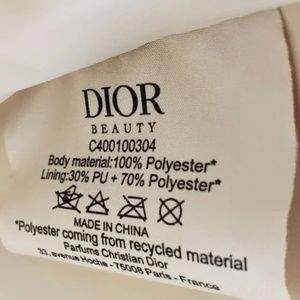 DIOR
BEAUTY
C400100304
Body material:100% Polyester*
Lining:30% PU + 70% Polyester*
MADE IN CHINA
*Polyester coming from recycled material
Parfums Christian Dior
33, avenue Hoche - 75008 Paris - France